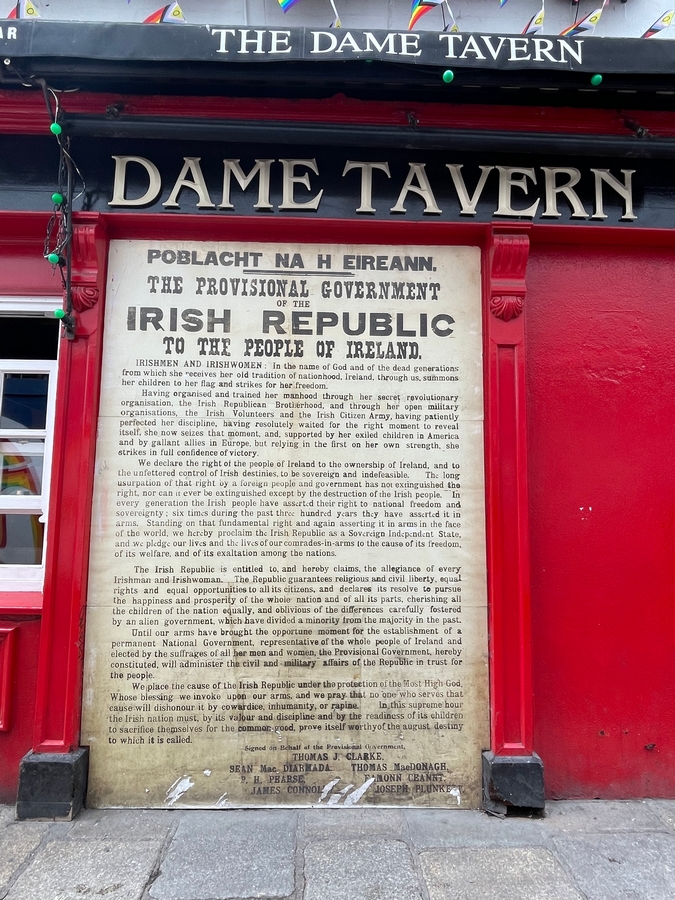 AR
THE DAME TAVERN
DAME TAVERN
POBLACHT NA H EIREANN.
THE PROVISIONAL GOVERNMENT
OF THE
IRISH REPUBLIC
TO THE PEOPLE OF IRELAND.
IRISHMEN AND IRISHWOMEN: In the name of God and of the dead generations
from which she receives her old tradition of nationhood, Ireland, through us, summons
her children to her flag and strikes for her freedom.
Having organised and trained her manhood through her secret revolutionary
organisation, the Irish Republican Brotherhood, and through her open military
organisations, the Irish Volunteers and the Irish Citizen Army, having patiently
perfected her discipline, having resolutely waited for the right moment to reveal
itself, she now seizes that moment, and, supported by her exiled children in America
and by gallant allies in Europe, but relying in the first on her own strength, she
strikes in full confidence of victory.
We declare the right of the people of Ireland to the ownership of Ireland, and to
the unfettered control of Irish destinies, to be sovereign and indefeasible. The long
usurpation of that right by a foreign people and government has not extinguished the
right, nor can it ever be extinguished except by the destruction of the Irish people. In
every generation the Irish people have asserted their right to national freedom and
sovereignty; six times during the past three hundred years they have asserted it in
arms. Standing on that fundamental right and again asserting it in arms in the face
of the world, we hereby proclaim the Irish Republic as a Sovereign Independent State,
and we pledge our lives and the lives of our comrades-in-arms to the cause of its freedom,
of its welfare, and of its exaltation among the nations.
The Irish Republic is entitled to, and hereby claims, the allegiance of every
Irishman and Irishwoman. The Republic guarantees religious and civil liberty, equal
rights and equal opportunities to all its citizens, and declares its resolve to pursue
the happiness and prosperity of the whole nation and of all its parts, cherishing all
the children of the nation equally, and oblivious of the differences carefully fostered
by an alien government, which have divided a minority from the majority in the past.
Until our arms have brought the opportune moment for the establishment of a
permanent National Government, representative of the whole people of Ireland and
elected by the suffrages of all her men and women, the Provisional Government, hereby
constituted, will administer the civil and military affairs of the Republic in trust for
the people.
We place the cause of the Irish Republic under the protection of the Most High God,
Whose blessing we invoke upon our arms, and we pray that no one who serves that
cause will dishonour it by cowardice, inhumanity, or rapine. In this supreme hour
the Irish nation must, by its valour and discipline and by the readiness of its children
to sacrifice themselves for the common good, prove itself worthy of the august destiny
to which it is called.
Signed on Behalf of the Provisional Government,
THOMAS J. CLARKE,
SEAN Mac DIARMADA, THOMAS MacDONAGH,
P. H. PEARSE, EAMONN CEANNT,
JAMES CONNOL JOSEPH PLUNKE